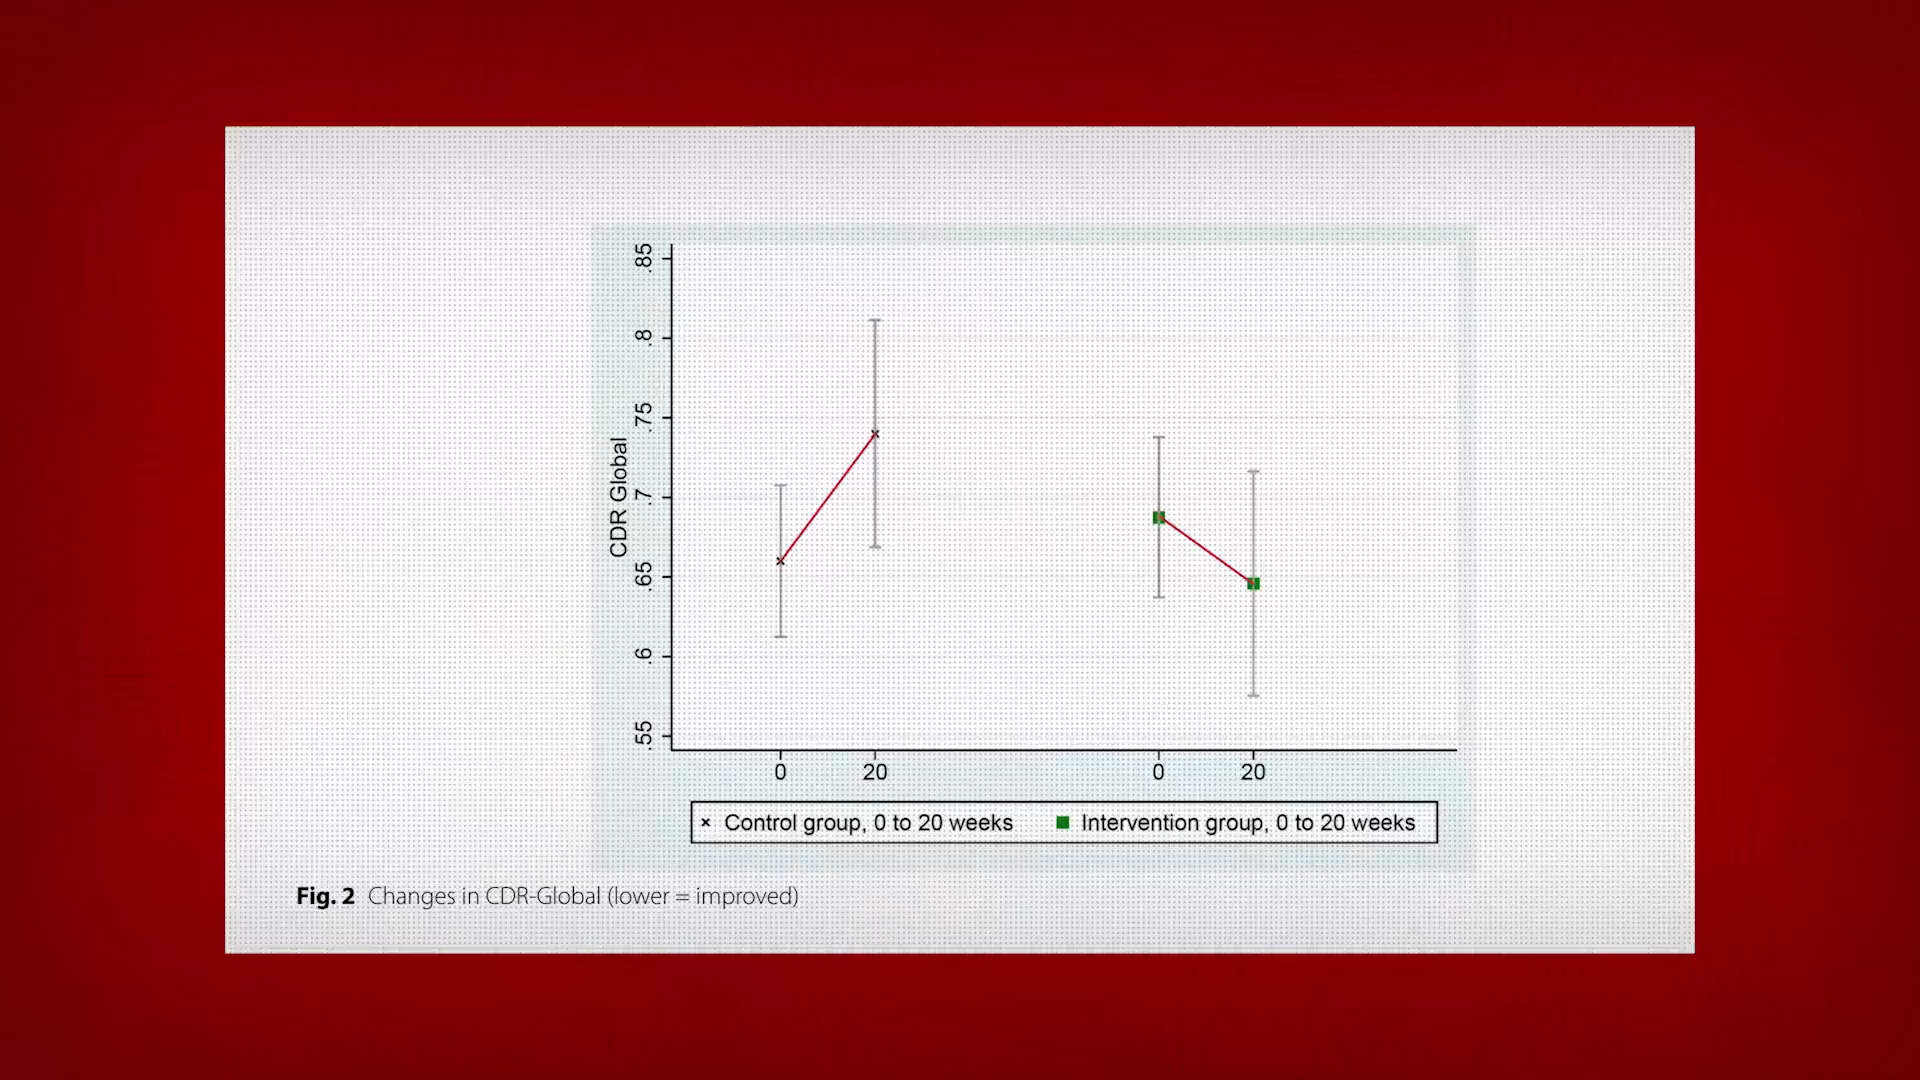 .85
.8
.75
.7
.65
.6
.55
CDR Global
0 20 0 20
× Control group, 0 to 20 weeks ■ Intervention group, 0 to 20 weeks
Fig. 2 Changes in CDR-Global (lower = improved)